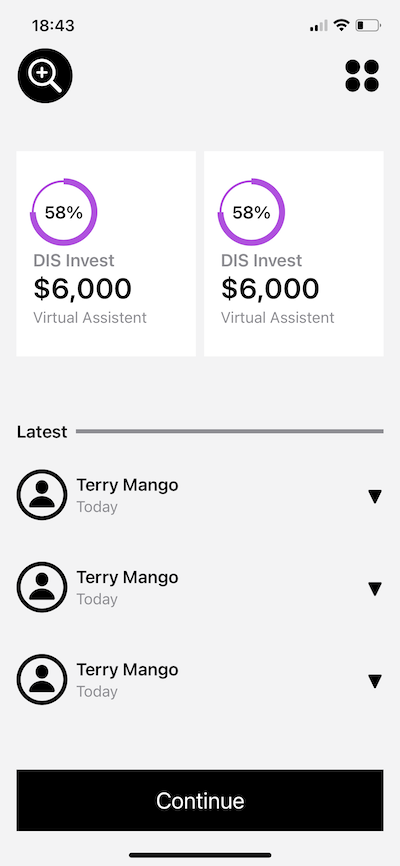 18:43
58%
DIS Invest
$6,000
Virtual Assistent
58%
DIS Invest
$6,000
Virtual Assistent
Latest
Terry Mango
Today
Terry Mango
Today
Terry Mango
Today
Continue